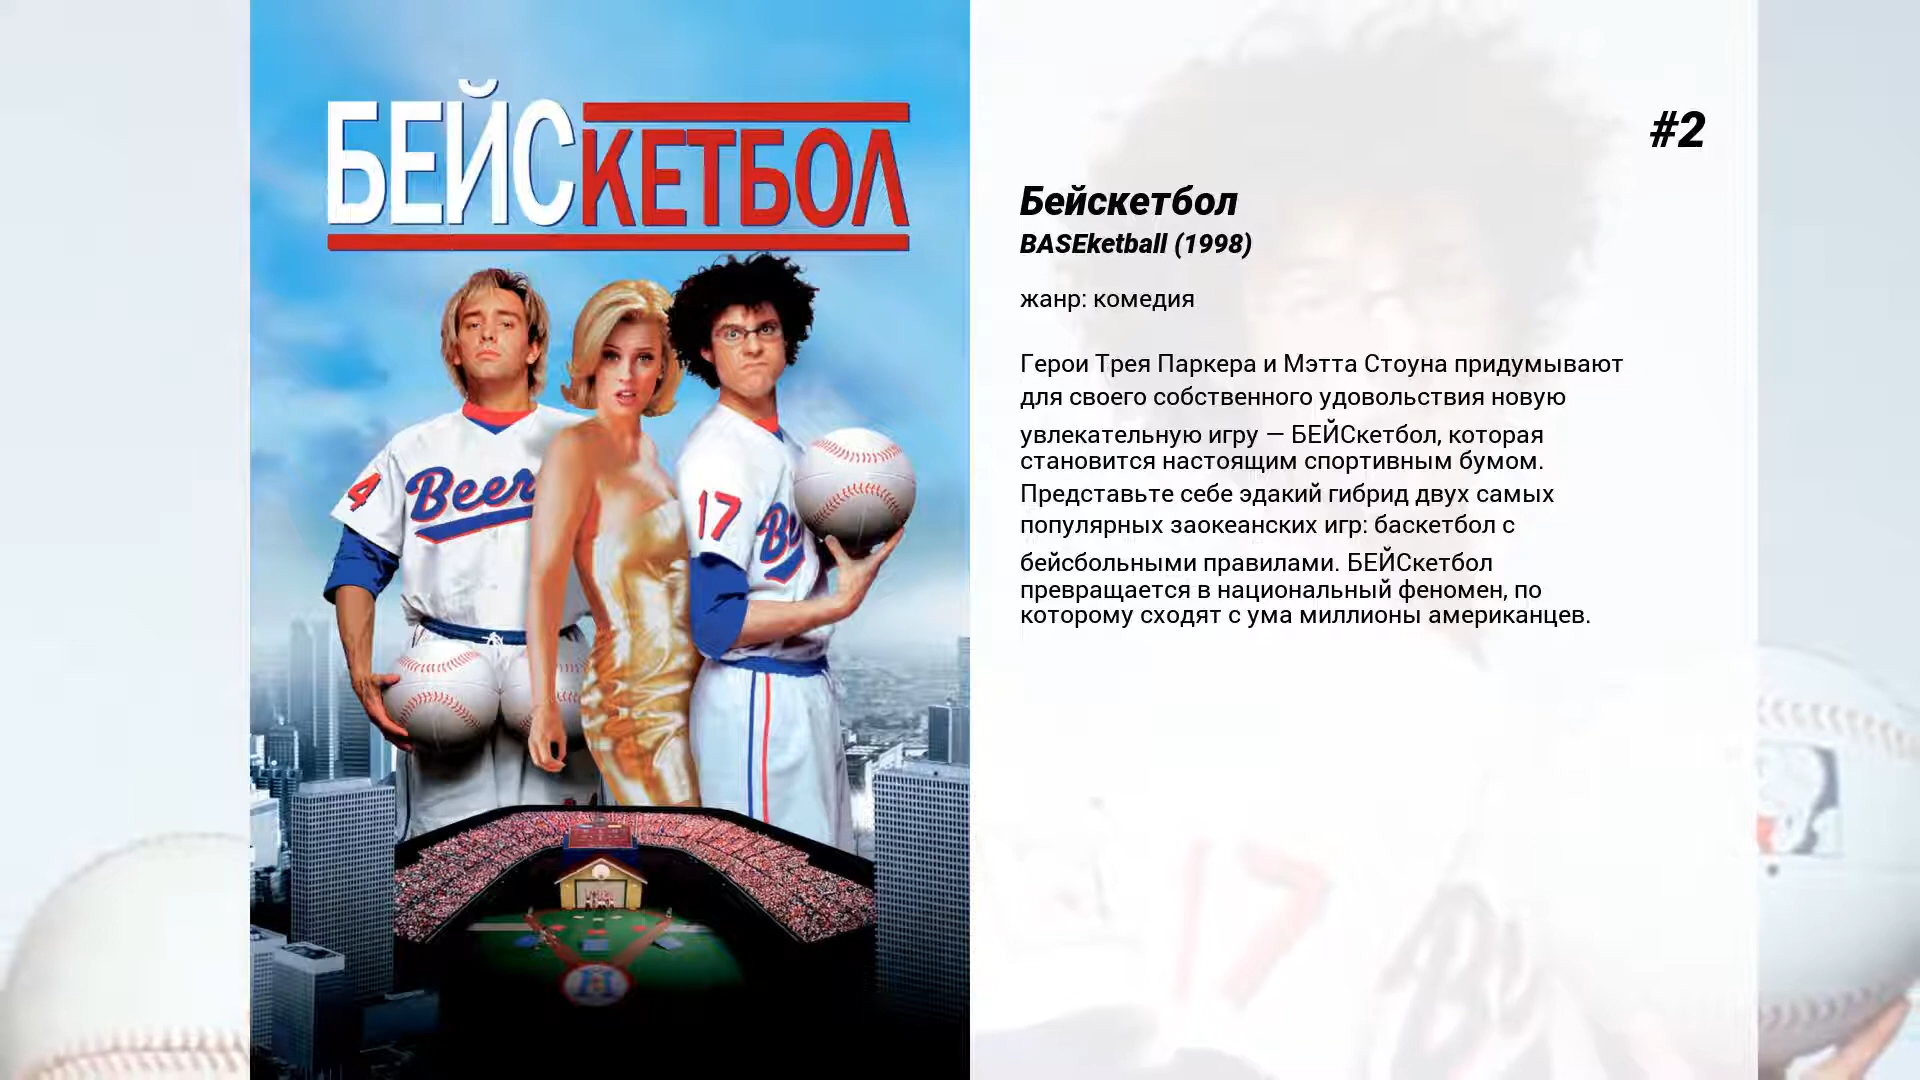 БЕЙСКЕТБОЛ
4
Beer
17
#2
Бейскетбол
BASEketball (1998)
жанр: комедия
Герои Трея Паркера и Мэтта Стоуна придумывают
для своего собственного удовольствия новую
увлекательную игру — БЕЙСкетбол, которая
становится настоящим спортивным бумом.
Представьте себе эдакий гибрид двух самых
популярных заокеанских игр: баскетбол с
бейсбольными правилами. БЕЙСкетбол
превращается в национальный феномен, по
которому сходят с ума миллионы американцев.
17